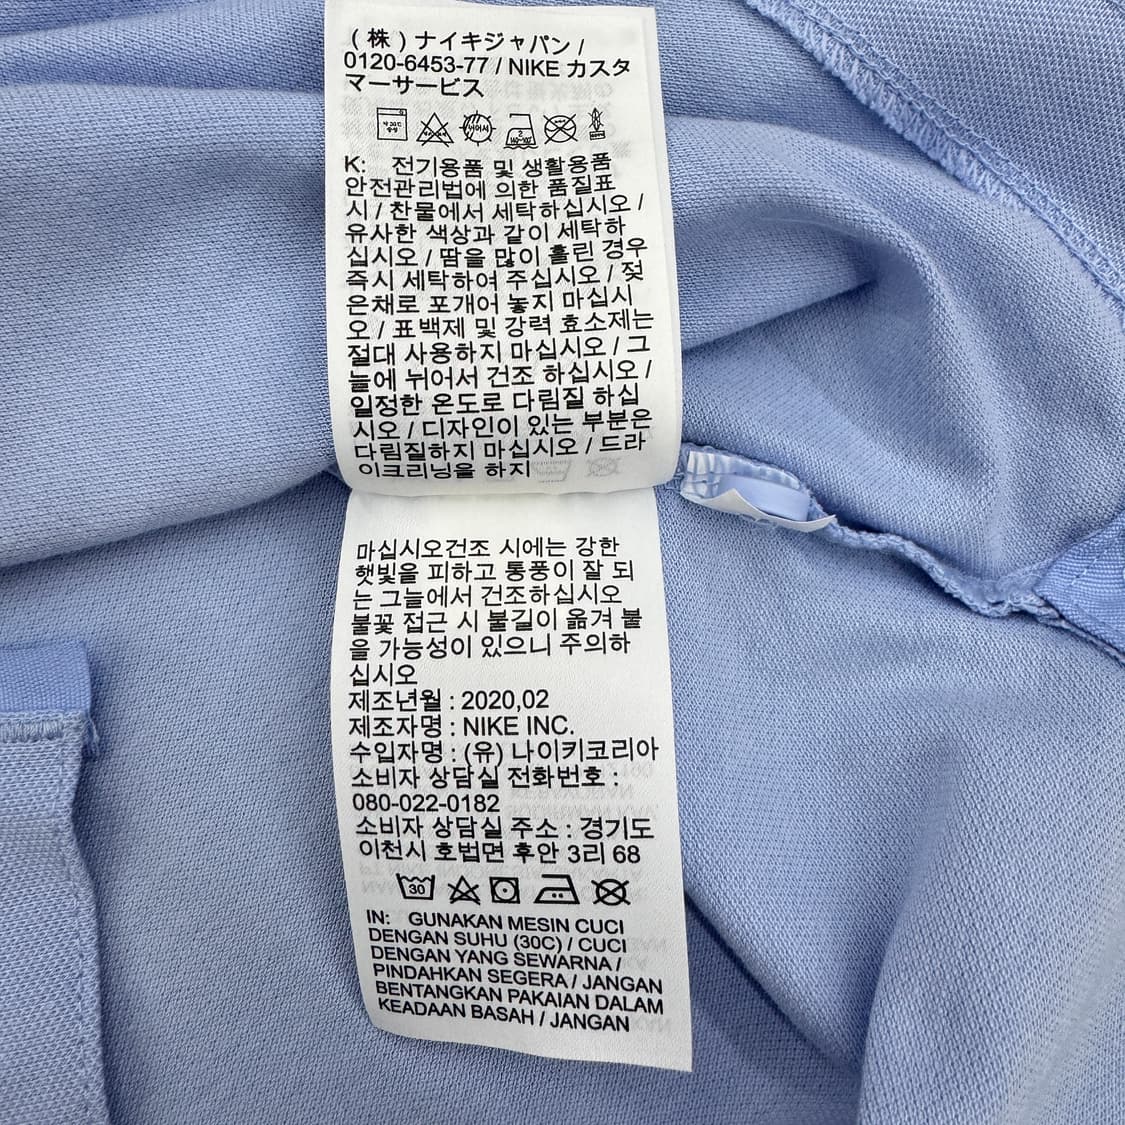 (株)ナイキジャパン/
0120-6453-77 / NIKE カスタ
マーサービス
K: 전기용품 및 생활용품
안전관리법에 의한 품질표
시 / 찬물에서 세탁하십시오 /
유사한 색상과 같이 세탁하
십시오 / 땀을 많이 흘린 경우
즉시 세탁하여 주십시오 / 젖
은채로 포개어 놓지 마십시
오 / 표백제 및 강력 효소제는
절대 사용하지 마십시오 / 그
늘에 뉘어서 건조 하십시오 /
일정한 온도로 다림질 하십
시오 / 디자인이 있는 부분은
다림질하지 마십시오 / 드라
이크리닝을 하지
마십시오건조 시에는 강한
햇빛을 피하고 통풍이 잘 되
는 그늘에서 건조하십시오
불꽃 접근 시 불길이 옮겨 붙
을 가능성이 있으니 주의하
십시오
제조년월 : 2020,02
제조자명 : NIKE INC.
수입자명 : (유) 나이키코리아
소비자 상담실 전화번호 :
080-022-0182
소비자 상담실 주소 : 경기도
이천시 호법면 후안 3리 68
30
IN: GUNAKAN MESIN CUCI
DENGAN SUHU (30C) / CUCI
DENGAN YANG SEWARNA /
PINDAHKAN SEGERA / JANGAN
BENTANGKAN PAKAIAN DALAM
KEADAAN BASAH / JANGAN